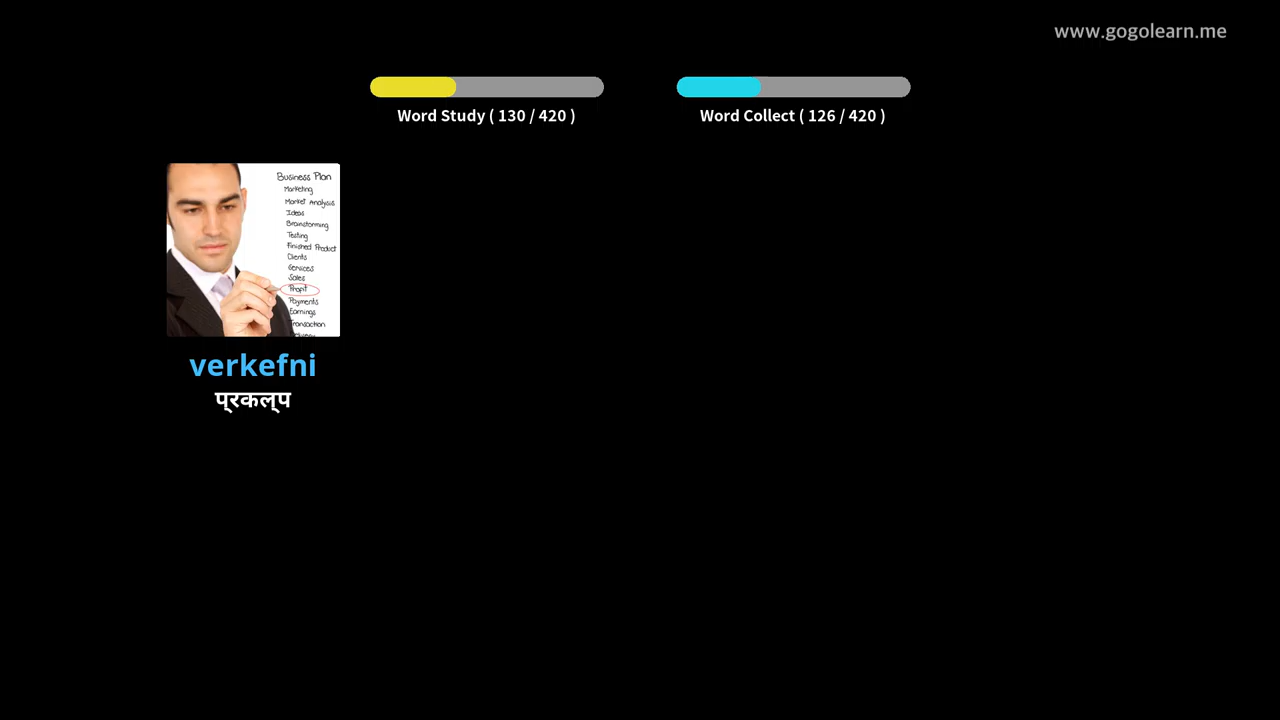 www.gogolearn.me
Word Study ( 130 / 420 )
Word Collect ( 126 / 420 )
Business Plan
Marketing
Market Analysis
Ideas
Brainstorming
Testing
Finished Product
Clients
Services
Sales
Profit
Payments
Earnings
Transaction
verkefni
प्रकल्प